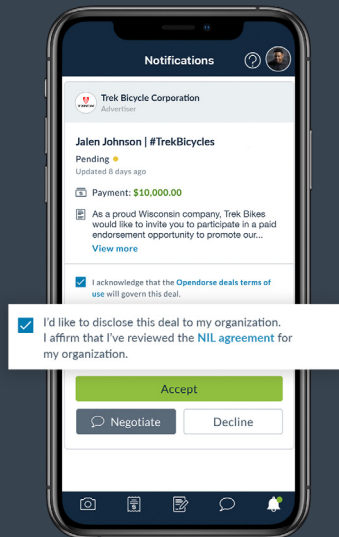 Notifications
Trek Bicycle Corporation
TREK
Advertiser
Jalen Johnson | #TrekBicycles
Pending
Updated 8 days ago
Payment: $10,000.00
As a proud Wisconsin company, Trek Bikes
would like to invite you to participate in a paid
endorsement opportunity to promote our...
View more
I acknowledge that the Opendorse deals terms of
use will govern this deal.
I'd like to disclose this deal to my organization.
I affirm that I've reviewed the NIL agreement for
my organization.
Accept
Negotiate
Decline